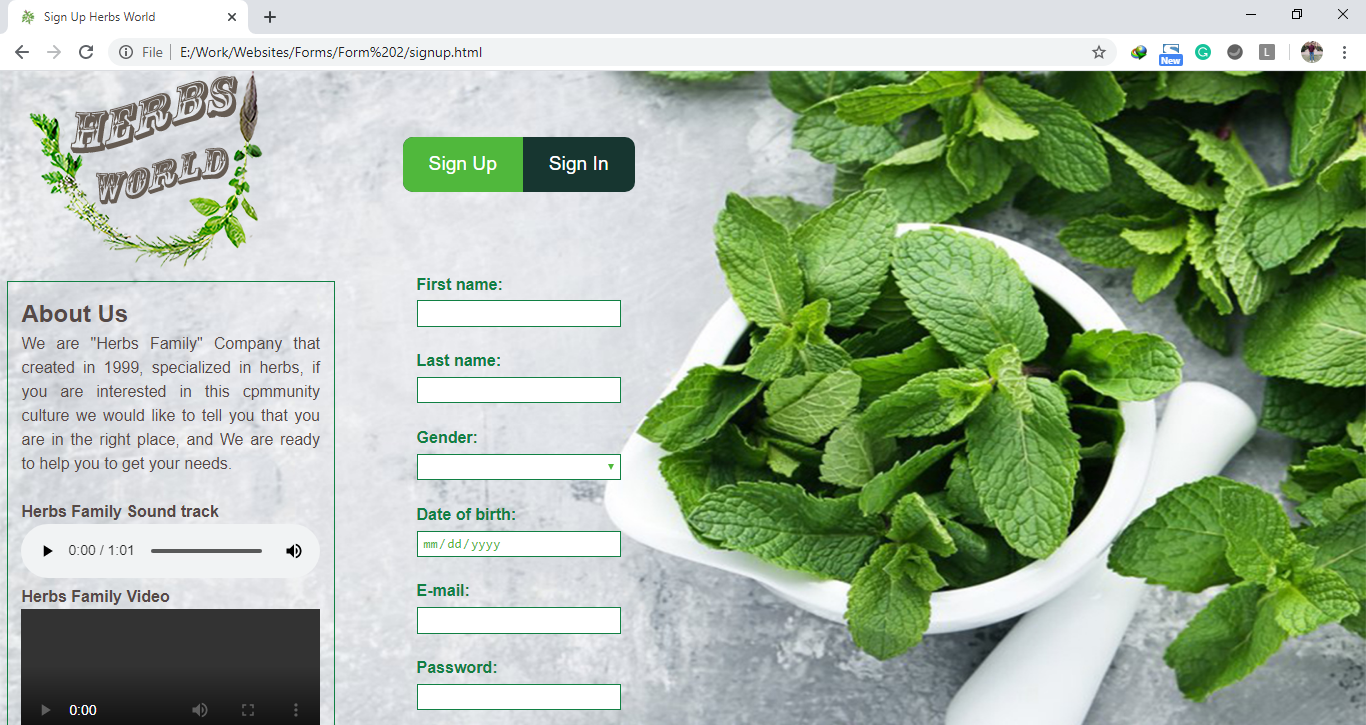 Sign Up Herbs World
File
E:/Work/Websites/Forms/Form%202/signup.html
New
G
L
HERBS
WORLD
Sign Up
Sign In
About Us
We are "Herbs Family" Company that
created in 1999, specialized in herbs, if
you are interested in this cpmmunity
culture we would like to tell you that you
are in the right place, and We are ready
to help you to get your needs.
Herbs Family Sound track
0:00 / 1:01
Herbs Family Video
0:00
First name:
Last name:
Gender:
Date of birth:
mm/dd/yyyy
E-mail:
Password: